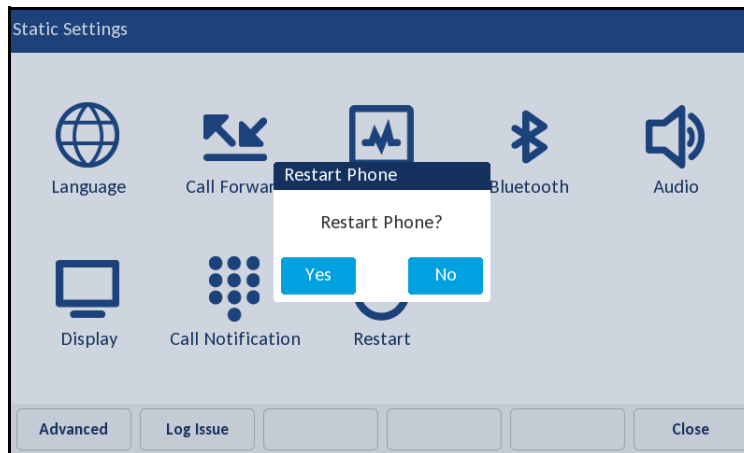 Static Settings
Language
Call Forwar
Restart Phone
Bluetooth
Audio
Restart Phone?
Yes
No
Display
Call Notification
Restart
Advanced
Log Issue
Close